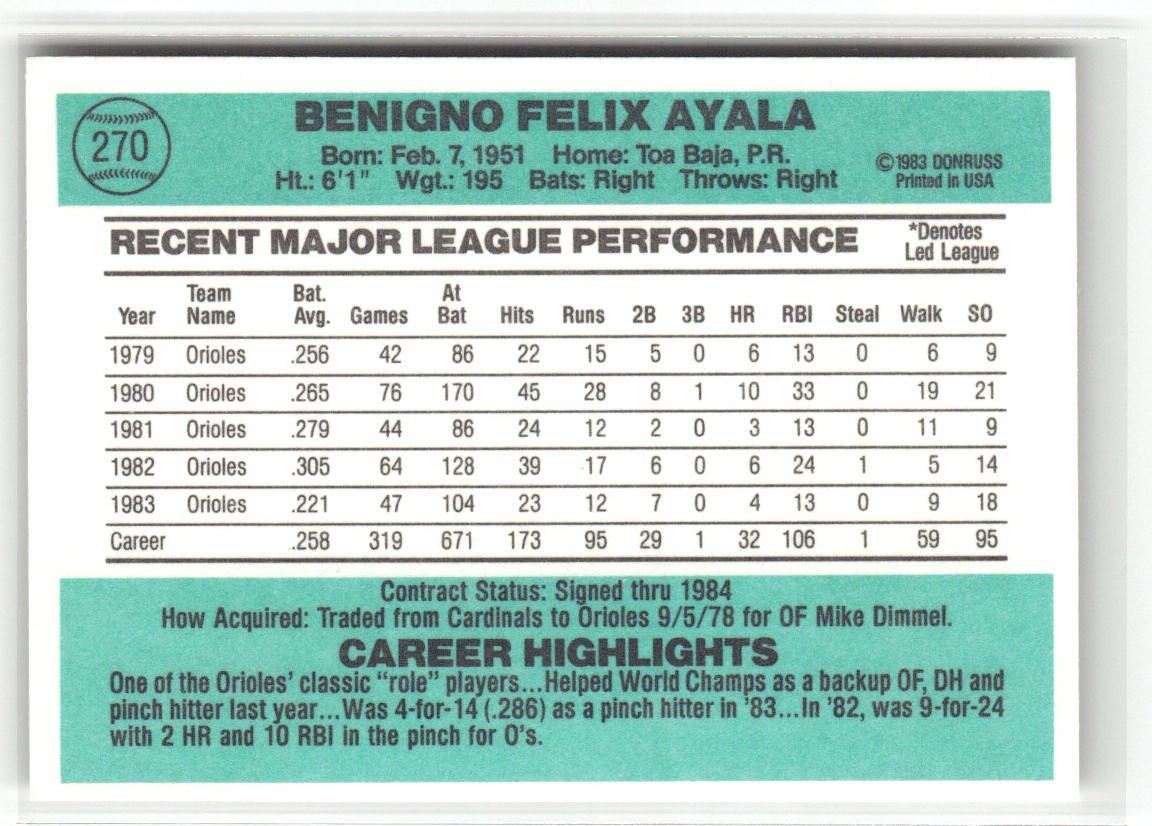 270
BENIGNO FELIX AYALA
Born: Feb. 7, 1951 Home: Toa Baja, P.R.
Ht.: 6'1" Wgt.: 195 Bats: Right Throws: Right
©1983 DONRUSS
Printed in USA
RECENT MAJOR LEAGUE PERFORMANCE
*Denotes
Led League
Year Team Name Bat. Avg. Games At Bat Hits Runs 2B 3B HR RBI Steal Walk SO
1979 Orioles .256 42 86 22 15 5 0 6 13 0 6 9
1980 Orioles .265 76 170 45 28 8 1 10 33 0 19 21
1981 Orioles .279 44 86 24 12 2 0 3 13 0 11 9
1982 Orioles .305 64 128 39 17 6 0 6 24 1 5 14
1983 Orioles .221 47 104 23 12 7 0 4 13 0 9 18
Career .258 319 671 173 95 29 1 32 106 1 59 95
Contract Status: Signed thru 1984
How Acquired: Traded from Cardinals to Orioles 9/5/78 for OF Mike Dimmel.
CAREER HIGHLIGHTS
One of the Orioles' classic "role" players...Helped World Champs as a backup OF, DH and
pinch hitter last year...Was 4-for-14 (.286) as a pinch hitter in '83...In '82, was 9-for-24
with 2 HR and 10 RBI in the pinch for O's.